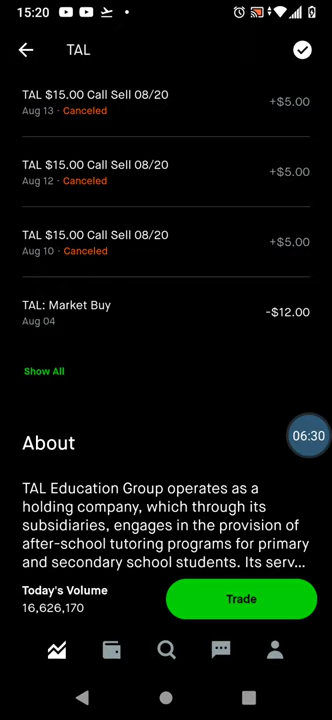 15:20
TAL
TAL $15.00 Call Sell 08/20
+$5.00
Aug 13 · Canceled
TAL $15.00 Call Sell 08/20
+$5.00
Aug 12 · Canceled
TAL $15.00 Call Sell 08/20
+$5.00
Aug 10 · Canceled
TAL: Market Buy
-$12.00
Aug 04
Show All
06:30
About
TAL Education Group operates as a
holding company, which through its
subsidiaries, engages in the provision of
after-school tutoring programs for primary
and secondary school students. Its serv...
Today's Volume
16,626,170
Trade